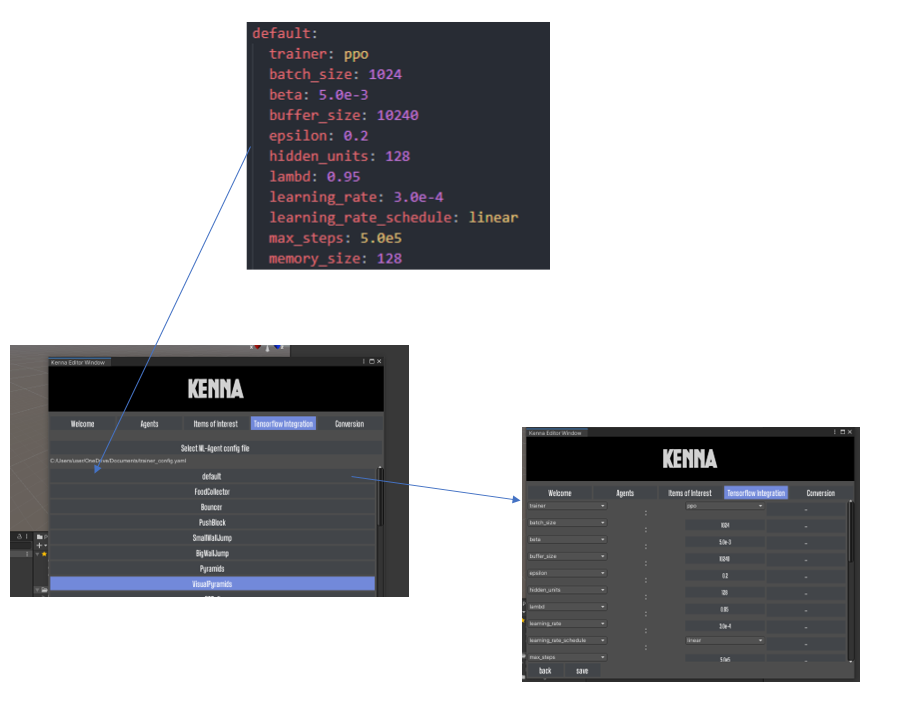 default:
trainer: ppo
batch_size: 1024
beta: 5.0e-3
buffer_size: 10240
epsilon: 0.2
hidden_units: 128
lambd: 0.95
learning_rate: 3.0e-4
learning_rate_schedule: linear
max_steps: 5.0e5
memory_size: 128
Kenna Editor Window
KENNA
Welcome Agents Items of Interest Tensorflow Integration Conversion
Select ML-Agent config file
C:/Users/user/OneDrive/Documents/trainer_config.yaml
default
FoodCollector
Bouncer
PushBlock
SmallWallJump
BigWallJump
Pyramids
VisualPyramids
Kenna Editor Window
KENNA
Welcome Agents Items of Interest Tensorflow Integration Conversion
trainer : ppo -
batch_size : 1024 -
beta : 5.0e-3 -
buffer_size : 10240 -
epsilon : 0.2 -
hidden_units : 128 -
lambd : 0.95 -
learning_rate : 3.0e-4 -
learning_rate_schedule : linear -
max_steps 5.0e5 -
back save